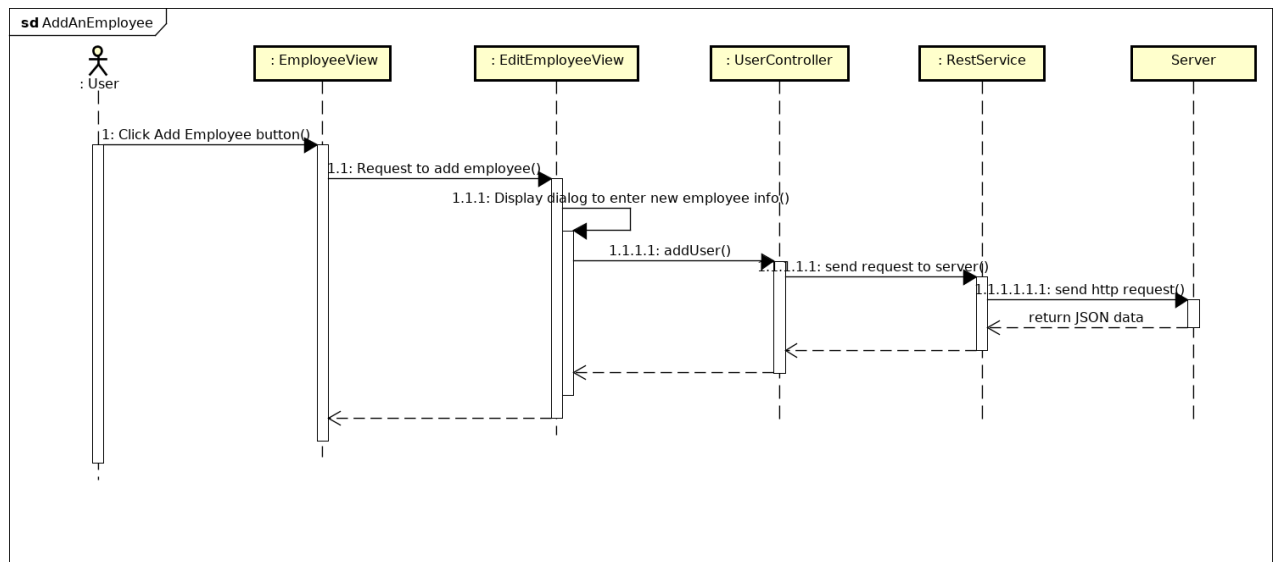 sd AddAnEmployee
: User
: EmployeeView
: EditEmployeeView
: UserController
: RestService
Server
1: Click Add Employee button()
1.1: Request to add employee()
1.1.1: Display dialog to enter new employee info()
1.1.1.1: addUser()
1.1.1.1.1: send request to server()
1.1.1.1.1.1: send http request()
return JSON data